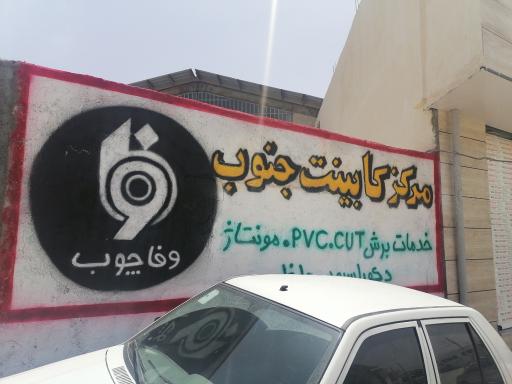 مرکز کابینت جنوب
خدمات برش PVC.CUT. مونتاژ
وفا چوب